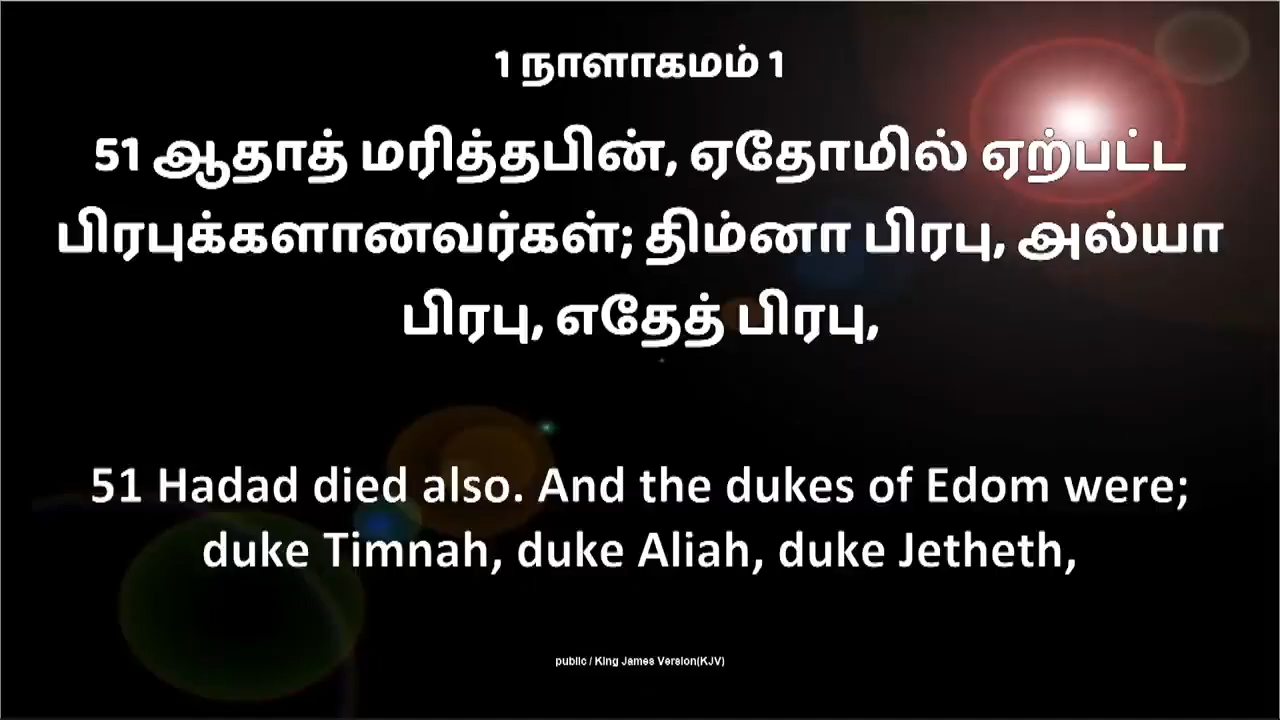 1 நாளாகமம் 1
51 ஆதாத் மரித்தபின், ஏதோமில் ஏற்பட்ட
பிரபுக்களானவர்கள்; திம்னா பிரபு, அல்யா
பிரபு, எதேத் பிரபு,
51 Hadad died also. And the dukes of Edom were;
duke Timnah, duke Aliah, duke Jetheth,
public / King James Version(KJV)